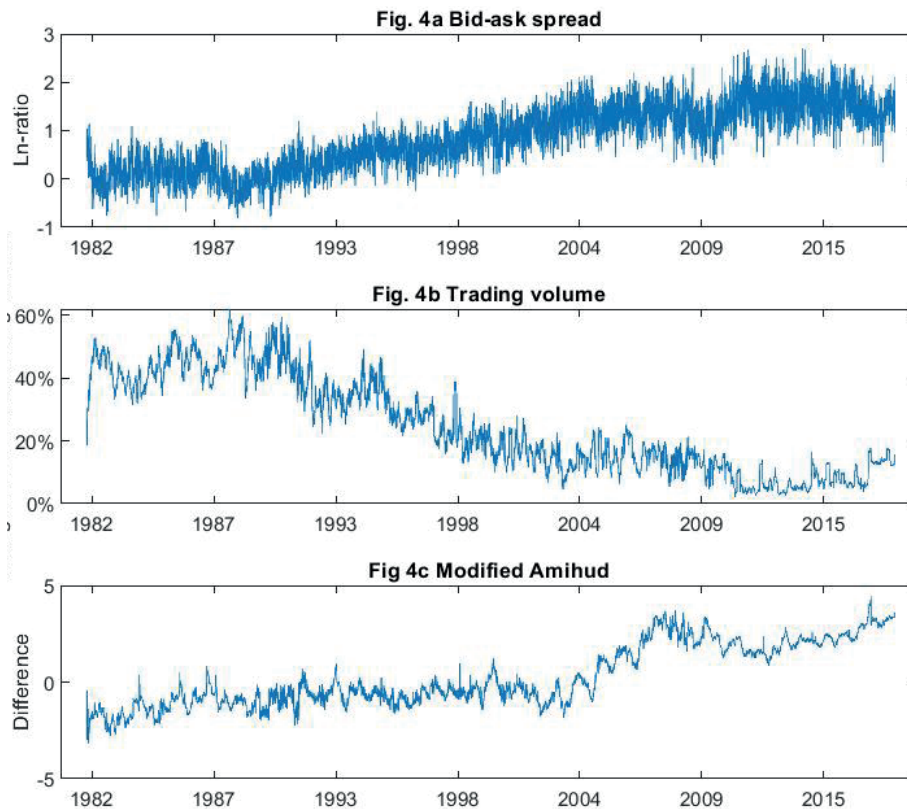 Fig. 4a Bid-ask spread
3
2
Ln-ratio
1
0
-1
1982 1987 1993 1998 2004 2009 2015
Fig. 4b Trading volume
60%
40%
20%
0%
1982 1987 1993 1998 2004 2009 2015
Fig 4c Modified Amihud
5
Difference
0
-5
1982 1987 1993 1998 2004 2009 2015